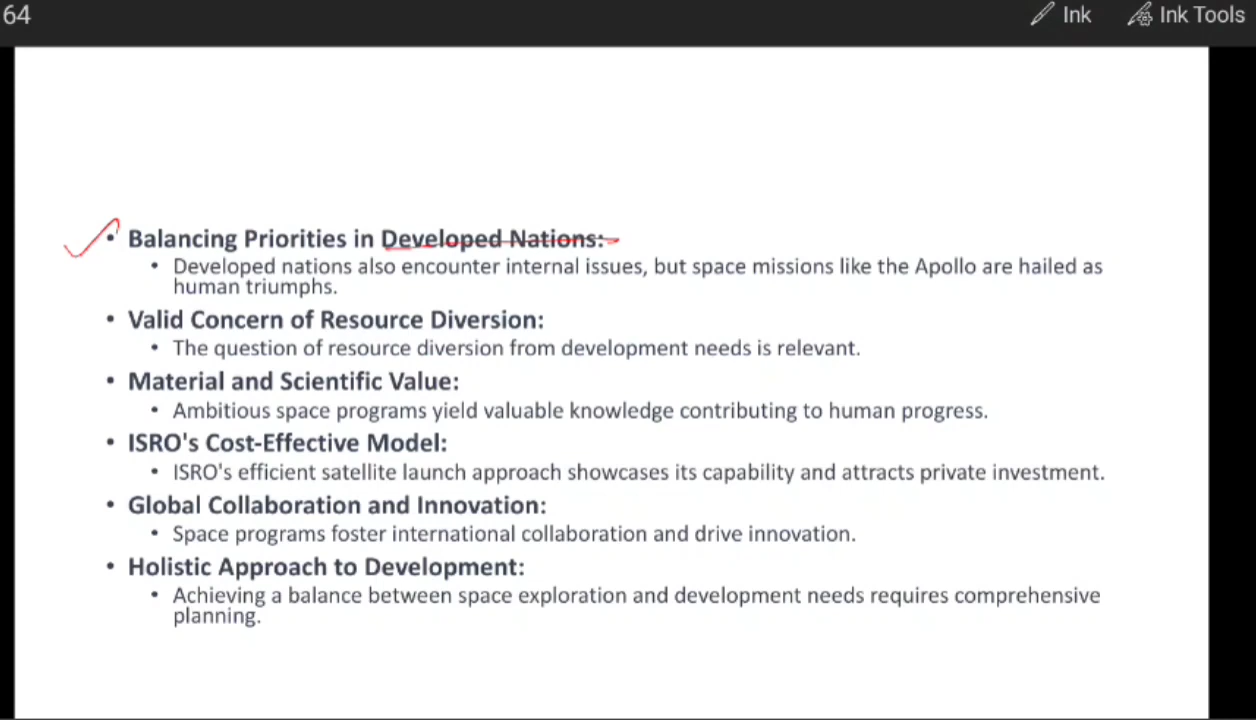 64
Ink
Ink Tools
• Balancing Priorities in Developed Nations:
• Developed nations also encounter internal issues, but space missions like the Apollo are hailed as
human triumphs.
• Valid Concern of Resource Diversion:
• The question of resource diversion from development needs is relevant.
• Material and Scientific Value:
• Ambitious space programs yield valuable knowledge contributing to human progress.
• ISRO's Cost-Effective Model:
• ISRO's efficient satellite launch approach showcases its capability and attracts private investment.
• Global Collaboration and Innovation:
• Space programs foster international collaboration and drive innovation.
• Holistic Approach to Development:
• Achieving a balance between space exploration and development needs requires comprehensive
planning.